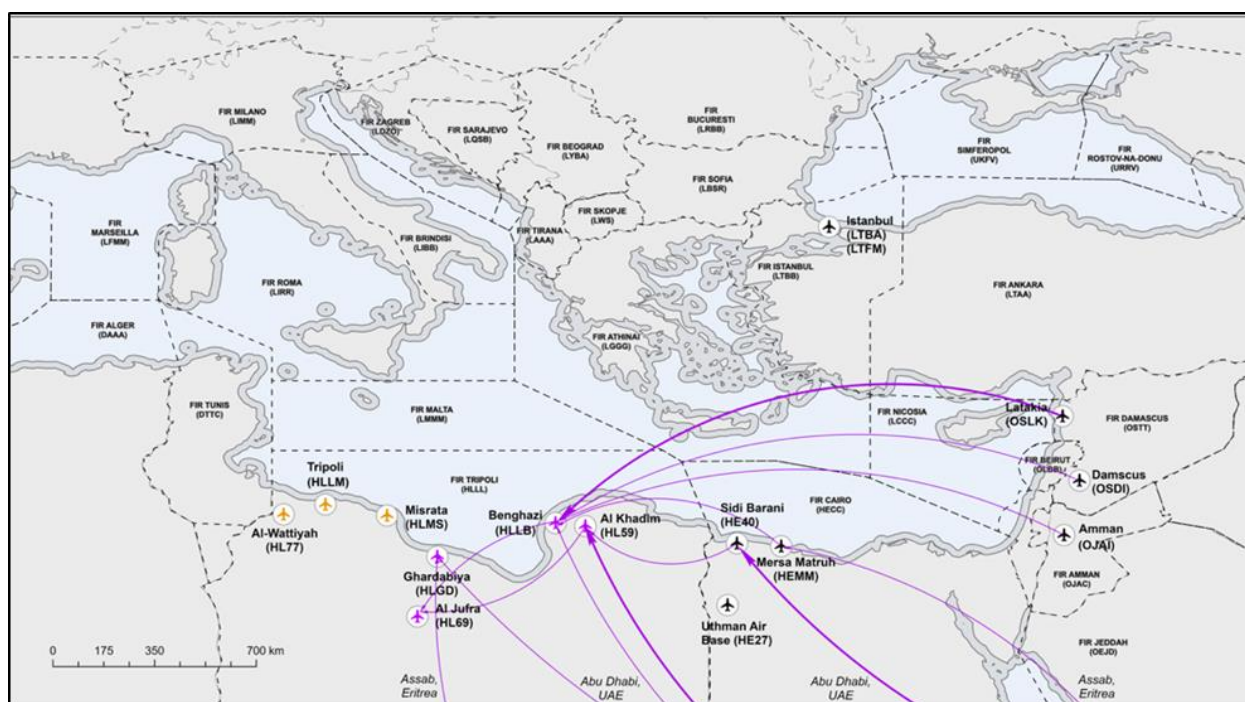 FIR MILANO
(LIMM)
FIR ZAGREB
(LDZO)
FIR SARAJEVO
(LQSB)
FIR BEOGRAD
(LYBA)
FIR
BUCURESTI
(LRBB)
FIR
SIMFEROPOL
(UKFV)
FIR
ROSTOV-NA-DONU
(URRV)
FIR SOFIA
(LBSR)
FIR SKOPJE
(LWS)
FIR
MARSEILLA
(LFMM)
FIR TIRANA
(LAAA)
FIR BRINDISI
(LIBB)
Istanbul
(LTBA)
(LTFM)
FIR ISTANBUL
(LTBB)
FIR ROMA
(LIRR)
FIR ANKARA
(LTAA)
FIR ALGER
(DAAA)
FIR ATHINAI
(LGGG)
FIR TUNIS
(DTTC)
FIR MALTA
(LMMM)
FIR NICOSIA
(LCCC)
Latakia
(OSLK)
FIR DAMASCUS
(OSTT)
FIR BEIRUT
(OLBB)
Damscus
(OSDI)
Tripoli
(HLLM)
FIR TRIPOLI
(HLLL)
FIR CAIRO
(HECC)
Al-Wattiyah
(HL77)
Misrata
(HLMS)
Benghazi
(HLLB)
Al Khadim
(HL59)
Sidi Barani
(HE40)
Mersa Matruh
(HEMM)
Amman
(OJAI)
FIR AMMAN
(OJAC)
Ghardabiya
(HLGD)
Al Jufra
(HL69)
Uthman Air
Base (HE27)
FIR JEDDAH
(OEJD)
0 175 350 700 km
Assab,
Eritrea
Abu Dhabi,
UAE
Abu Dhabi,
UAE
Assab,
Eritrea